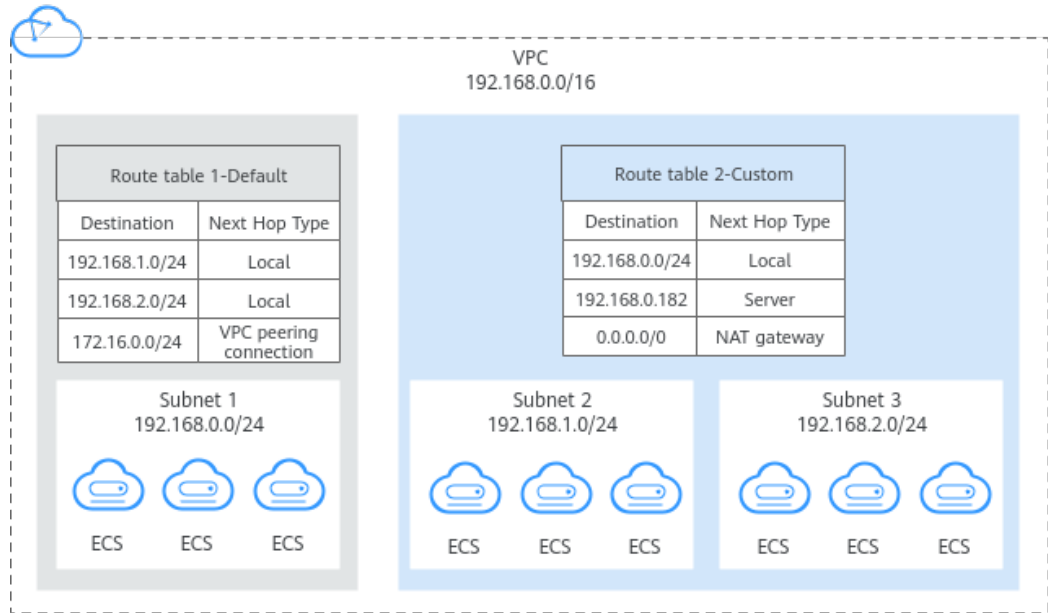 VPC
192.168.0.0/16
Route table 1-Default
Destination Next Hop Type
192.168.1.0/24 Local
192.168.2.0/24 Local
172.16.0.0/24 VPC peering
connection
Subnet 1
192.168.0.0/24
ECS ECS ECS
Route table 2-Custom
Destination Next Hop Type
192.168.0.0/24 Local
192.168.0.182 Server
0.0.0.0/0 NAT gateway
Subnet 2
192.168.1.0/24
ECS ECS ECS
Subnet 3
192.168.2.0/24
ECS ECS ECS